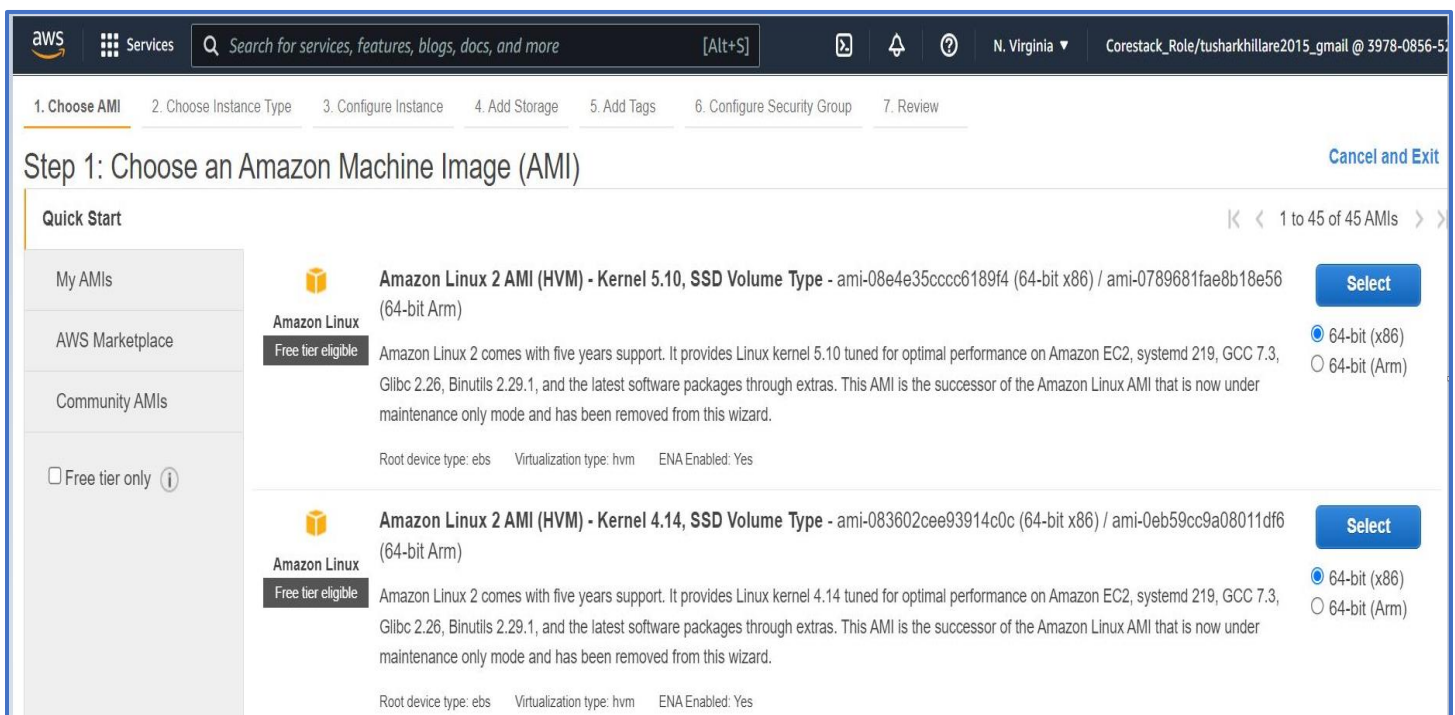 aws Services Search for services, features, blogs, docs, and more [Alt+S] N. Virginia ▼ Corestack_Role/tusharkhillare2015_gmail @ 3978-0856-52
1. Choose AMI 2. Choose Instance Type 3. Configure Instance 4. Add Storage 5. Add Tags 6. Configure Security Group 7. Review
Step 1: Choose an Amazon Machine Image (AMI)
Cancel and Exit
Quick Start
1 to 45 of 45 AMIs
My AMIs
AWS Marketplace
Community AMIs
Free tier only
Amazon Linux
Free tier eligible
Amazon Linux 2 AMI (HVM) - Kernel 5.10, SSD Volume Type - ami-08e4e35cccc6189f4 (64-bit x86) / ami-0789681fae8b18e56
(64-bit Arm)
Amazon Linux 2 comes with five years support. It provides Linux kernel 5.10 tuned for optimal performance on Amazon EC2, systemd 219, GCC 7.3,
Glibc 2.26, Binutils 2.29.1, and the latest software packages through extras. This AMI is the successor of the Amazon Linux AMI that is now under
maintenance only mode and has been removed from this wizard.
Root device type: ebs Virtualization type: hvm ENA Enabled: Yes
Select
64-bit (x86)
64-bit (Arm)
Amazon Linux
Free tier eligible
Amazon Linux 2 AMI (HVM) - Kernel 4.14, SSD Volume Type - ami-083602cee93914c0c (64-bit x86) / ami-0eb59cc9a08011df6
(64-bit Arm)
Amazon Linux 2 comes with five years support. It provides Linux kernel 4.14 tuned for optimal performance on Amazon EC2, systemd 219, GCC 7.3,
Glibc 2.26, Binutils 2.29.1, and the latest software packages through extras. This AMI is the successor of the Amazon Linux AMI that is now under
maintenance only mode and has been removed from this wizard.
Root device type: ebs Virtualization type: hvm ENA Enabled: Yes
Select
64-bit (x86)
64-bit (Arm)